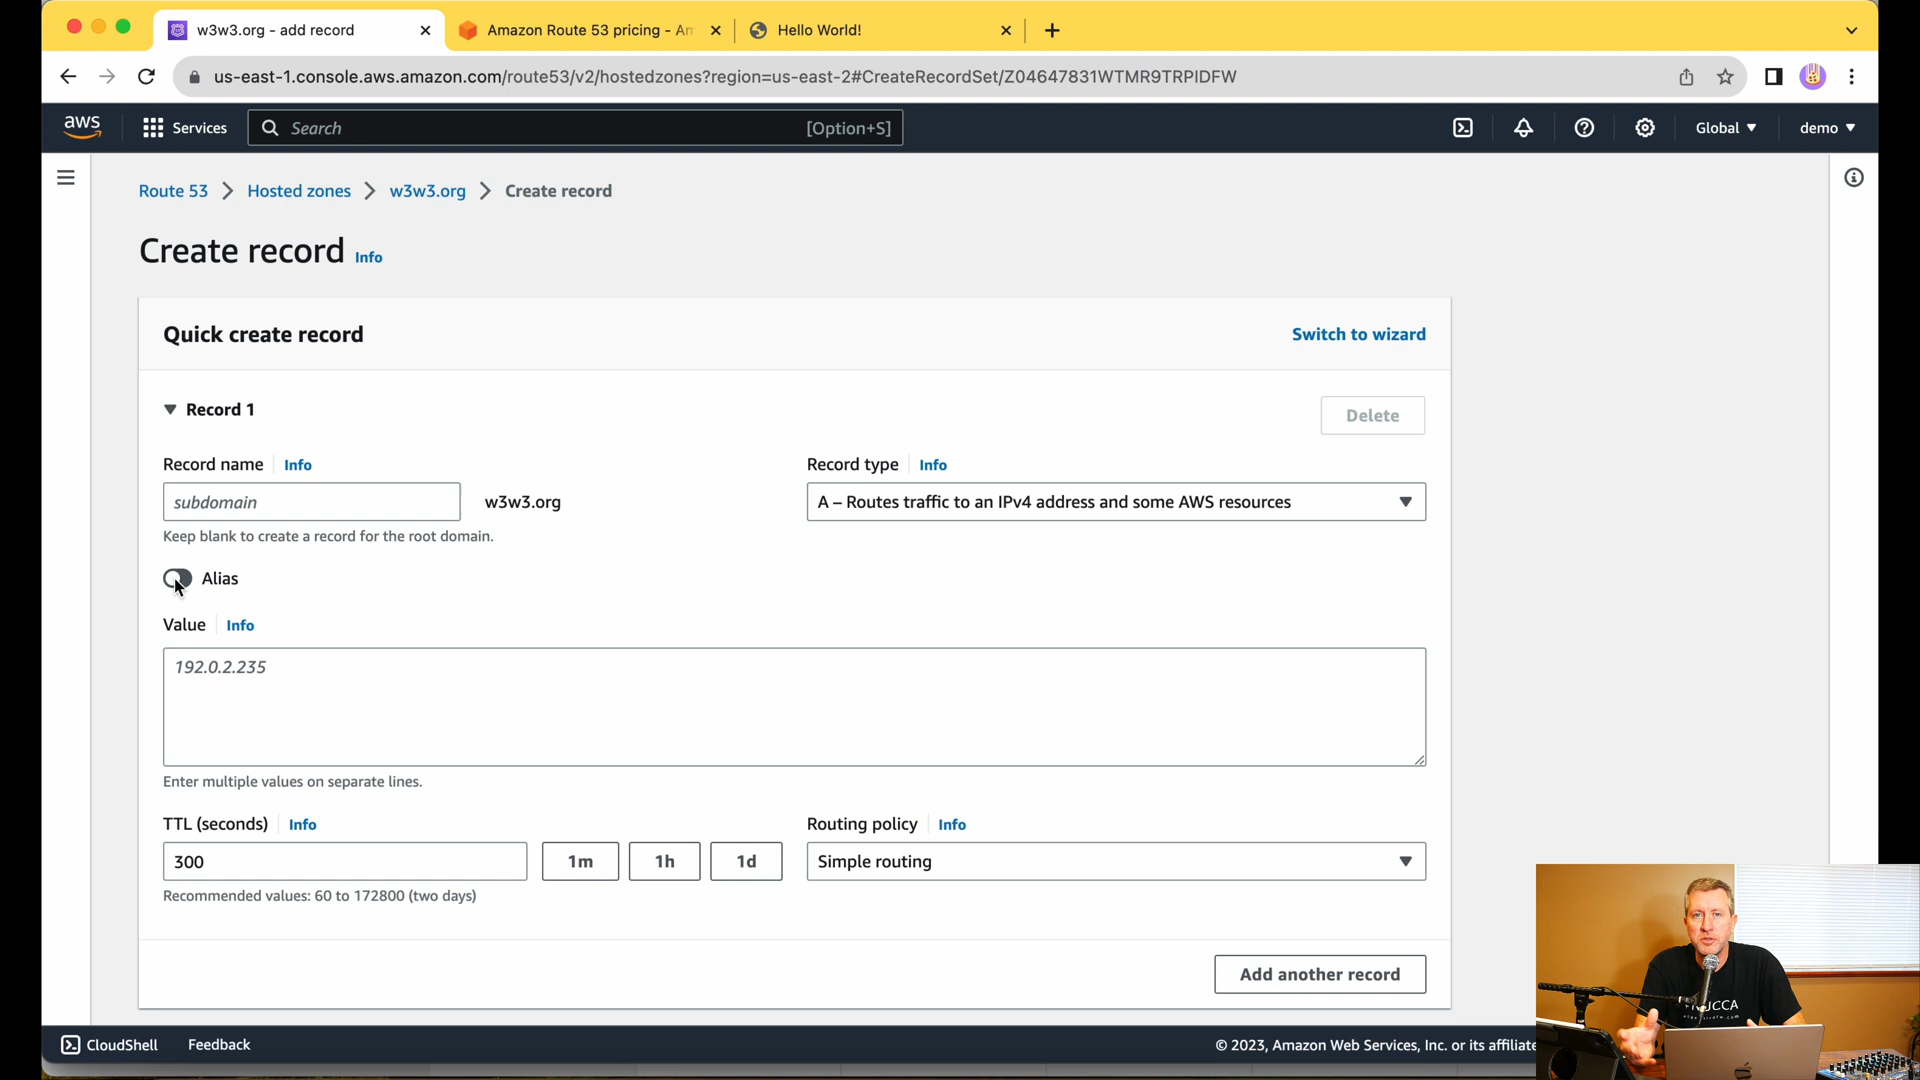 w3w3.org - add record
Amazon Route 53 pricing - Am
Hello World!
us-east-1.console.aws.amazon.com/route53/v2/hostedzones?region=us-east-2#CreateRecordSet/Z04647831WTMR9TRPIDFW
aws
Services
Search
[Option+S]
Global
demo
Route 53 > Hosted zones > w3w3.org > Create record
Create record Info
Quick create record
Switch to wizard
Record 1
Delete
Record name Info
Record type Info
subdomain
w3w3.org
A – Routes traffic to an IPv4 address and some AWS resources
Keep blank to create a record for the root domain.
Alias
Value Info
192.0.2.235
Enter multiple values on separate lines.
TTL (seconds) Info
Routing policy Info
300
1m
1h
1d
Simple routing
Recommended values: 60 to 172800 (two days)
Add another record
CloudShell
Feedback
© 2023, Amazon Web Services, Inc. or its affiliate